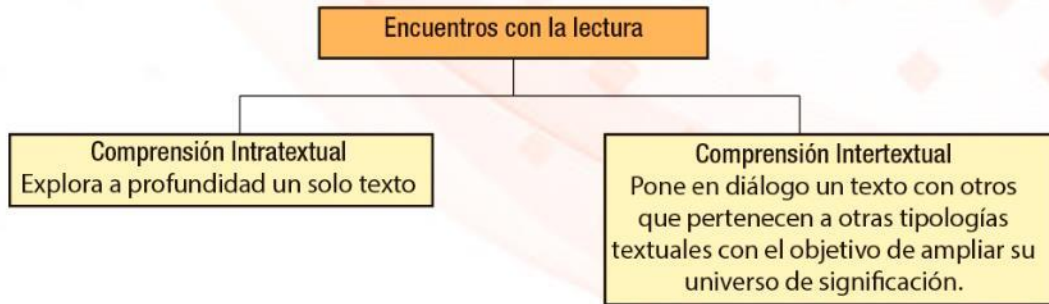 Encuentros con la lectura
Comprensión Intratextual
Explora a profundidad un solo texto
Comprensión Intertextual
Pone en diálogo un texto con otros
que pertenecen a otras tipologías
textuales con el objetivo de ampliar su
universo de significación.